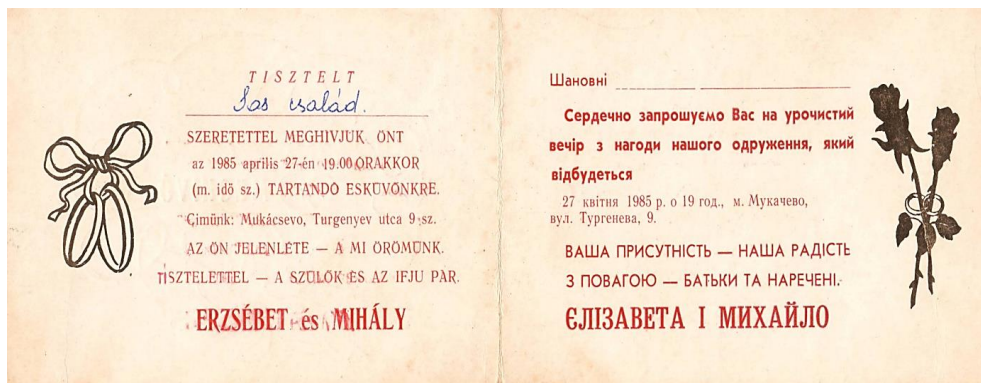 TISZTELT
Sas család.
SZERETETTEL MEGHIVJUK ÖNT
az 1985 aprilis 27-én 19.00 ORAKKOR
(m. idő sz.) TARTANDÓ ESKÜVŐNKRE.
Cimünk: Mukácsevo, Turgenyev utca 9 sz.
AZ ÖN JELENLÉTE — A MI ÖRÖMÜNK.
TISZTELETTEL — A SZÜLŐK ÉS AZ IFJU PÁR.
ERZSÉBET és MIHÁLY
Шановні
Сердечно запрошуємо Вас на урочистий
вечір з нагоди нашого одруження, який
відбудеться
27 квітня 1985 р. о 19 год., м. Мукачево,
вул. Тургенева, 9.
ВАША ПРИСУТНІСТЬ — НАША РАДІСТЬ
З ПОВАГОЮ — БАТЬКИ ТА НАРЕЧЕНІ.
ЄЛІЗАВЕТА І МИХАЙЛО